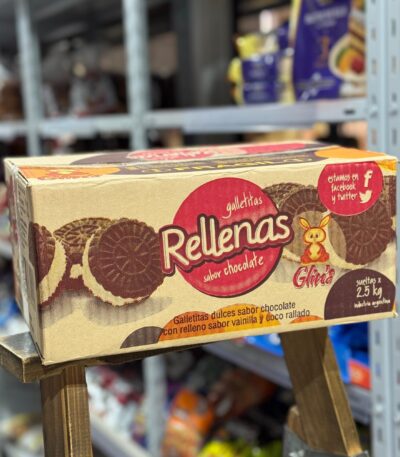 estamos en
facebook
y twitter
galletitas
Rellenas
sabor chocolate
sueltas x
2.5 kg
industria argentina
Galletitas dulces sabor chocolate
con relleno sabor vainilla y coco rallado